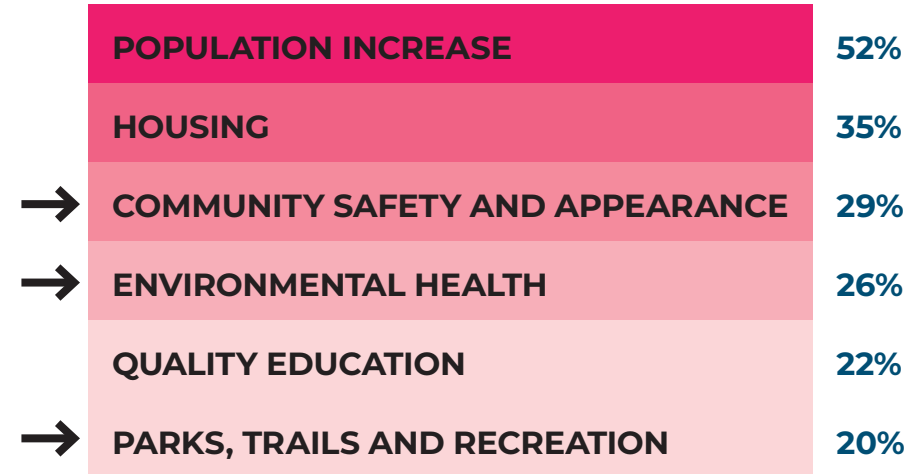 POPULATION INCREASE 52%
HOUSING 35%
COMMUNITY SAFETY AND APPEARANCE 29%
ENVIRONMENTAL HEALTH 26%
QUALITY EDUCATION 22%
PARKS, TRAILS AND RECREATION 20%